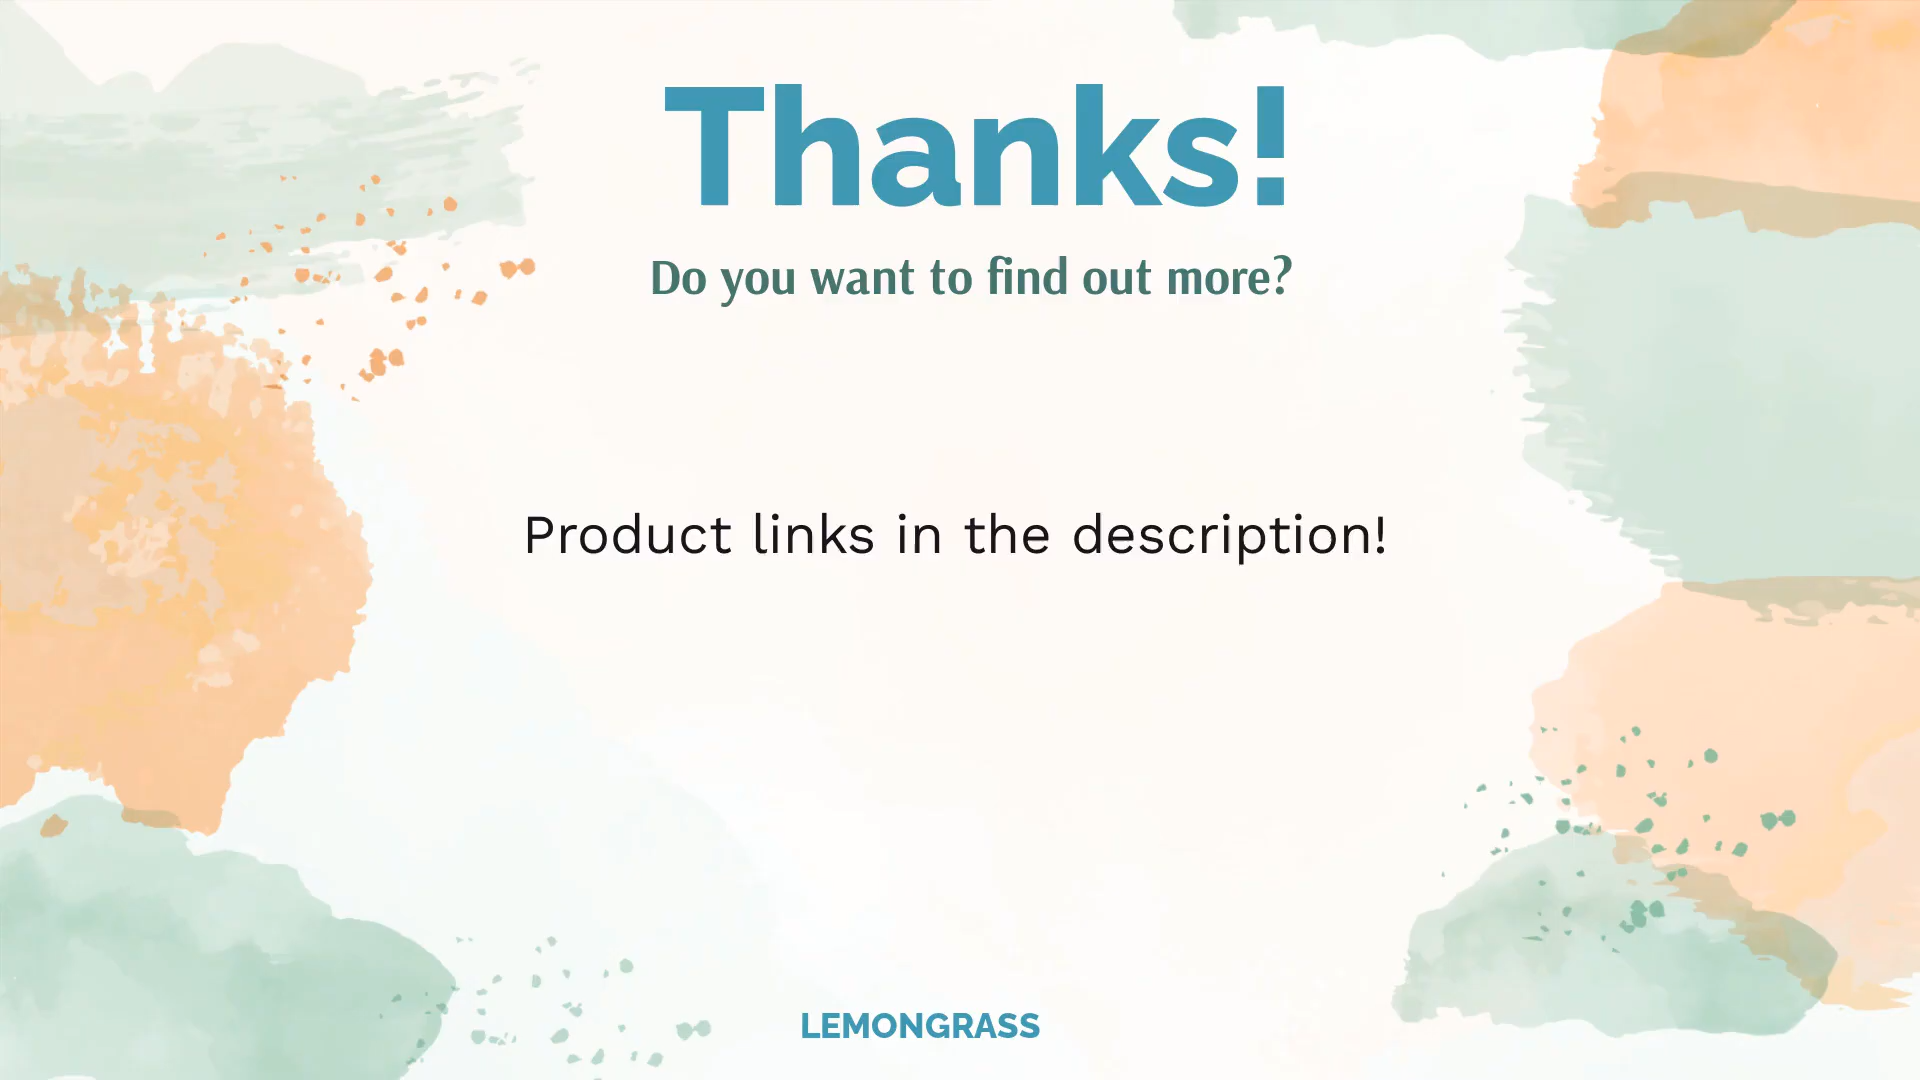 Thanks!
Do you want to find out more?
Product links in the description!
LEMONGRASS